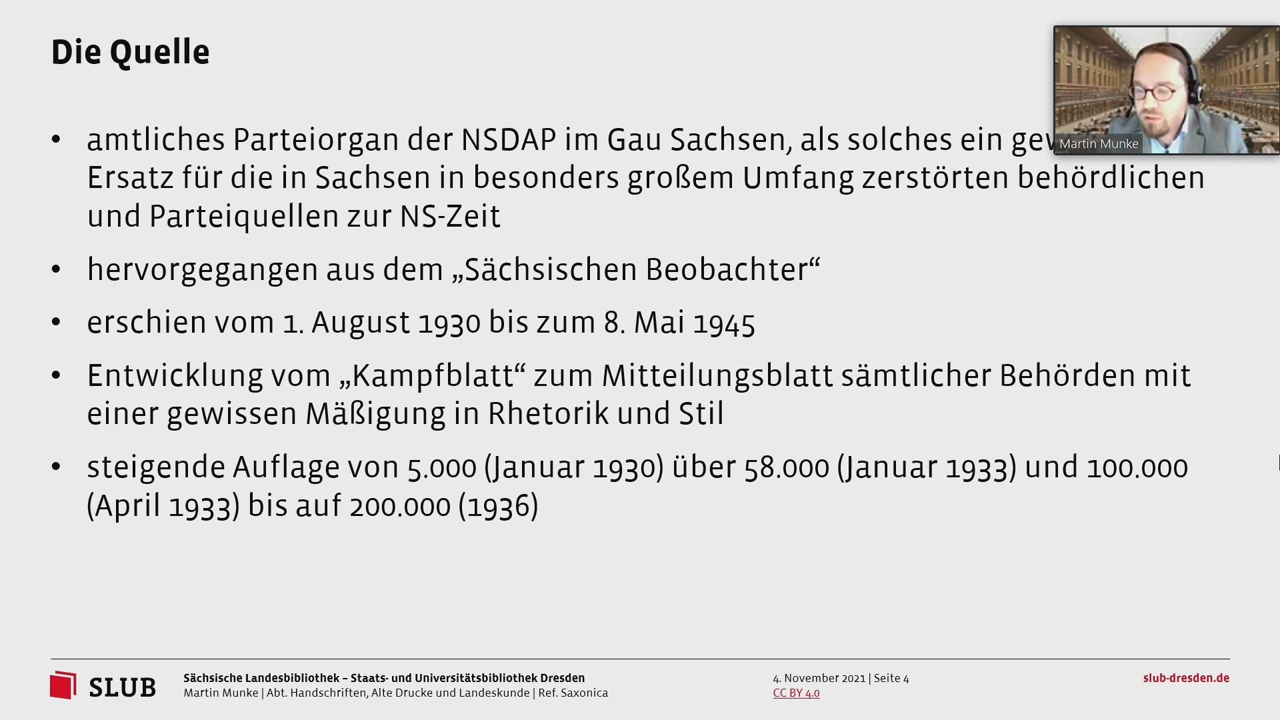 Die Quelle
• amtliches Parteiorgan der NSDAP im Gau Sachsen, als solches ein
Ersatz für die in Sachsen in besonders großem Umfang zerstörten behördlichen
und Parteiquellen zur NS-Zeit
• hervorgegangen aus dem „Sächsischen Beobachter“
• erschien vom 1. August 1930 bis zum 8. Mai 1945
• Entwicklung vom „Kampfblatt“ zum Mitteilungsblatt sämtlicher Behörden mit
einer gewissen Mäßigung in Rhetorik und Stil
• steigende Auflage von 5.000 (Januar 1930) über 58.000 (Januar 1933) und 100.000
(April 1933) bis auf 200.000 (1936)
Martin Munke
SLUB
Sächsische Landesbibliothek – Staats- und Universitätsbibliothek Dresden
Martin Munke | Abt. Handschriften, Alte Drucke und Landeskunde | Ref. Saxonica
4. November 2021 | Seite 4
CC BY 4.0
slub-dresden.de